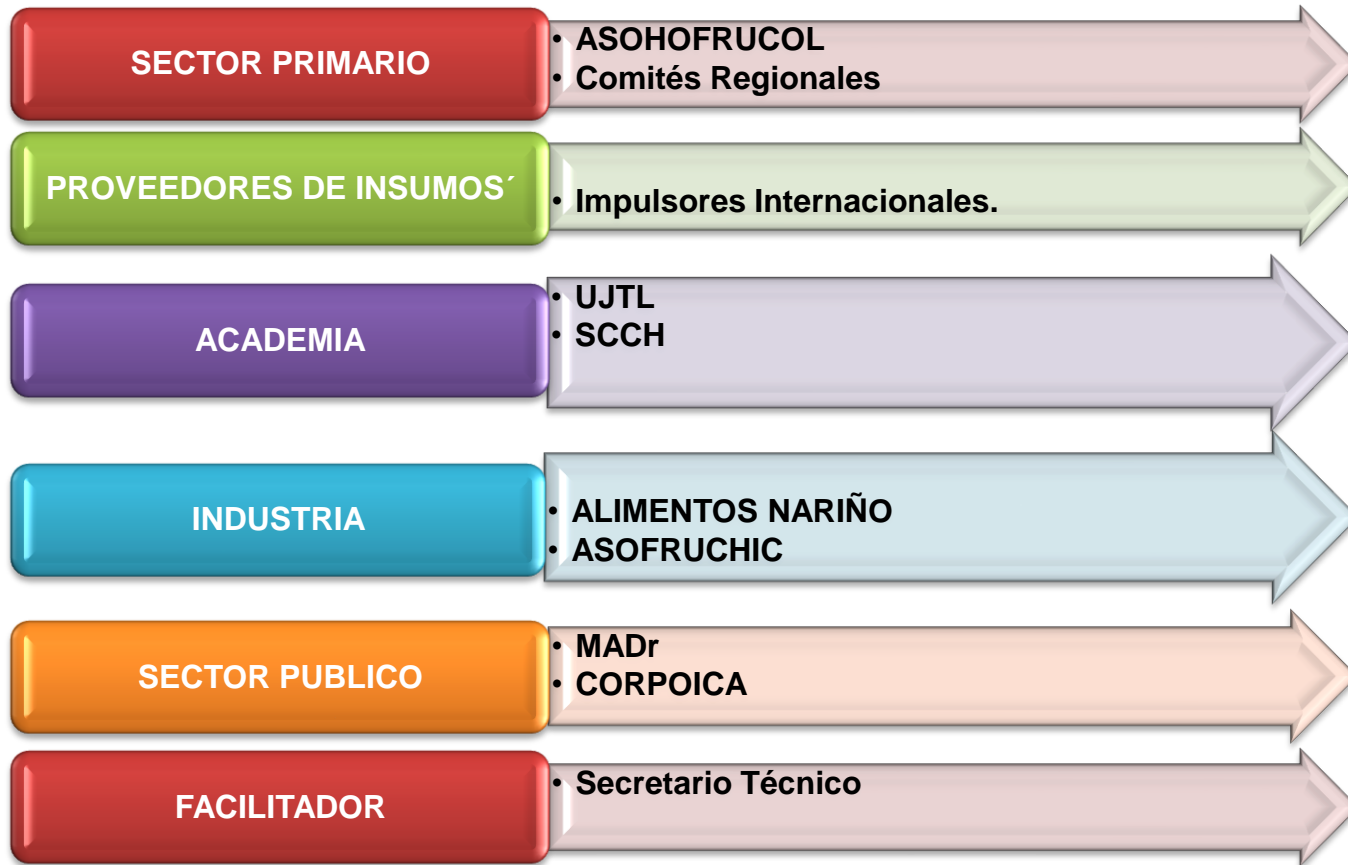 SECTOR PRIMARIO
• ASOHOFRUCOL
• Comités Regionales
PROVEEDORES DE INSUMOS´
• Impulsores Internacionales.
ACADEMIA
• UJTL
• SCCH
INDUSTRIA
• ALIMENTOS NARIÑO
• ASOFRUCHIC
SECTOR PUBLICO
• MADr
• CORPOICA
FACILITADOR
• Secretario Técnico